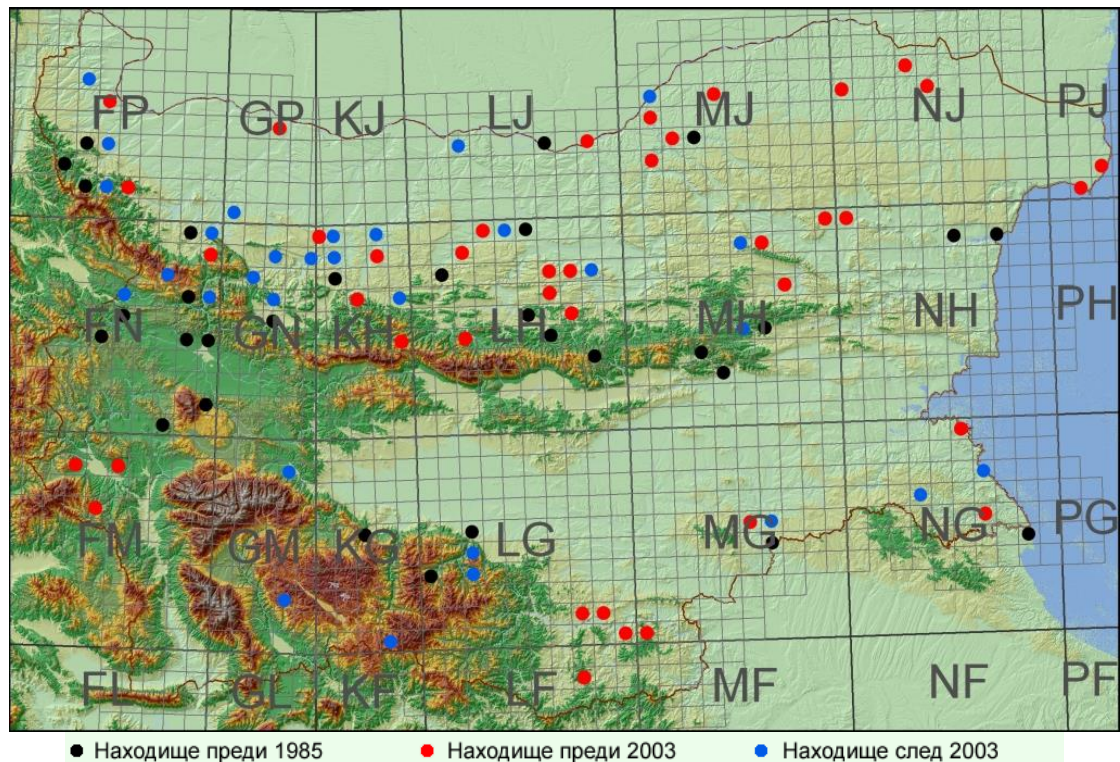 FP GP KJ LJ MJ NJ PJ
FN GN KH LH MH NH PH
FM GM KG LG MG NG PG
FL GL KF LF MF NF PF
Находище преди 1985 Находище преди 2003 Находище след 2003